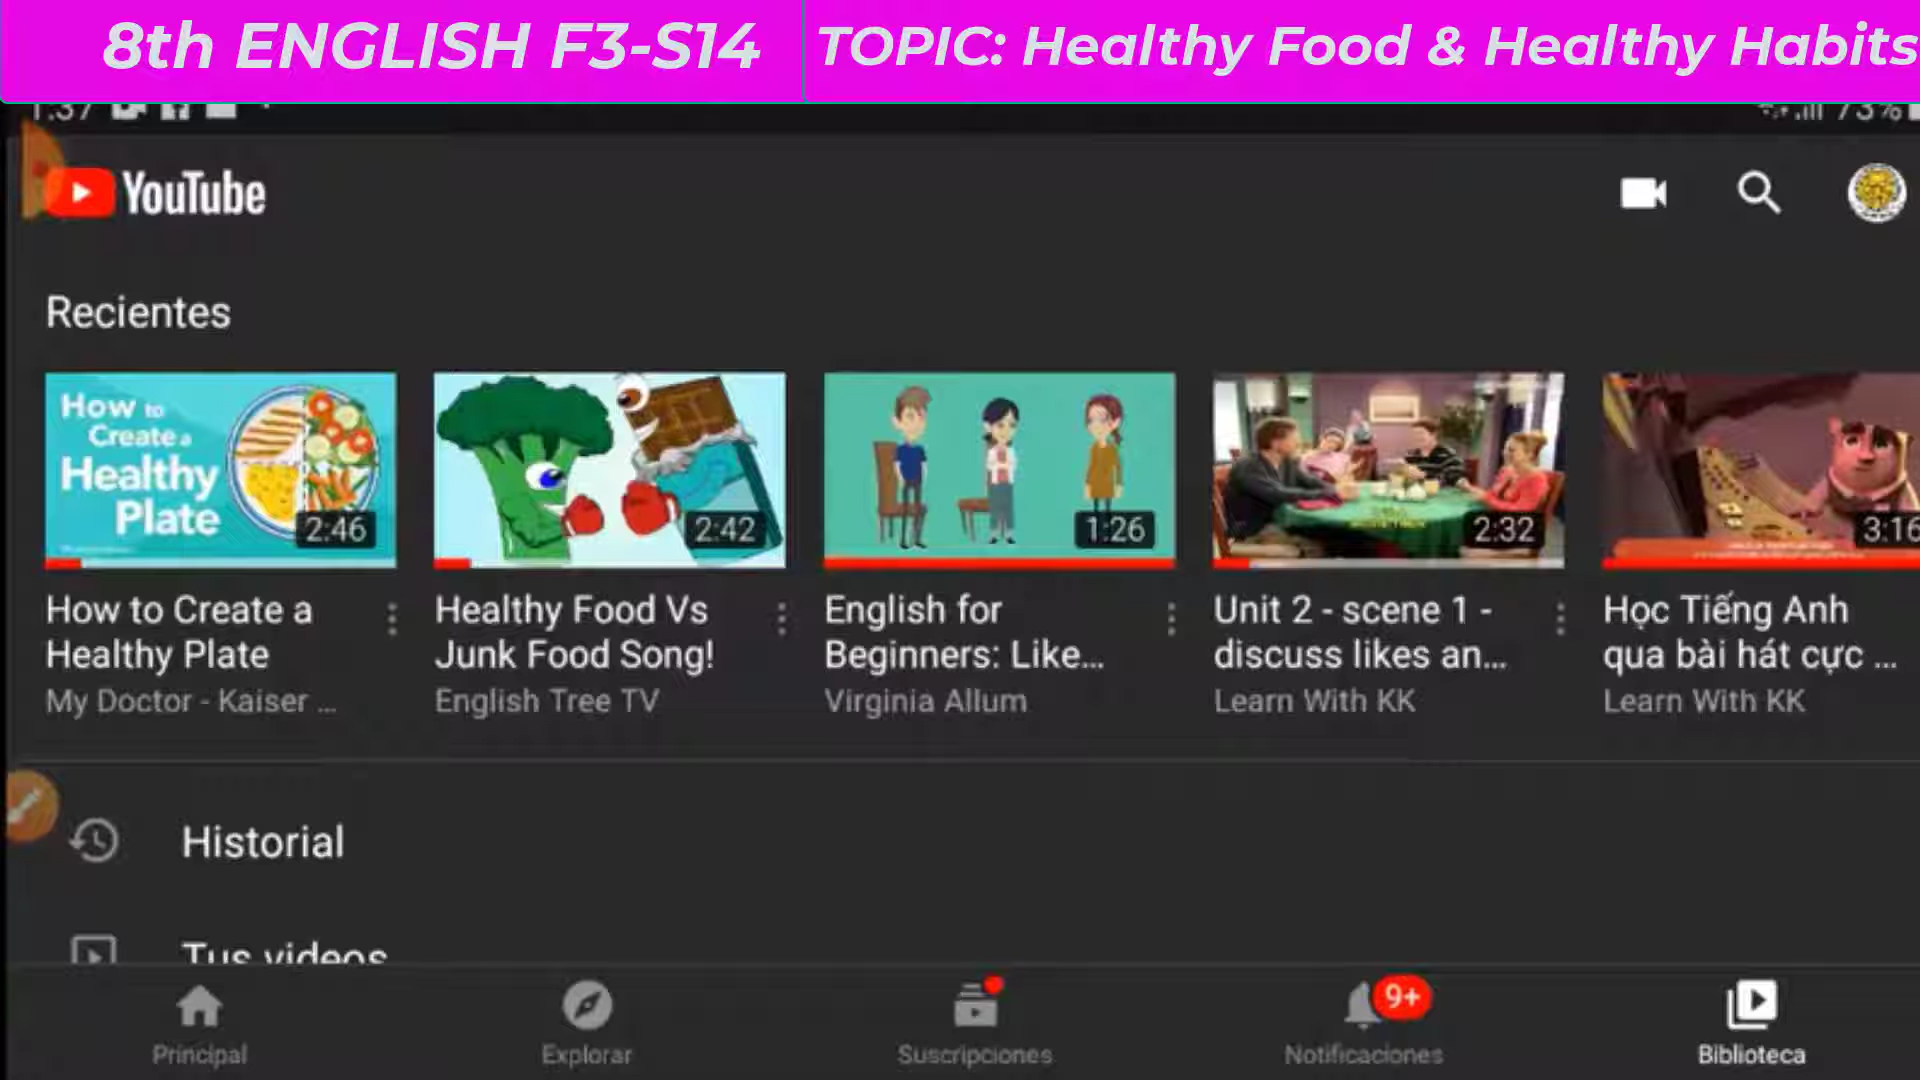 8th ENGLISH F3-S14
TOPIC: Healthy Food & Healthy Habits
1:37
73%
YouTube
Recientes
How to
Create a
Healthy
Plate
2:46
2:42
1:26
2:32
3:16
How to Create a
Healthy Plate
My Doctor - Kaiser ...
Healthy Food Vs
Junk Food Song!
English Tree TV
English for
Beginners: Like...
Virginia Allum
Unit 2 - scene 1 -
discuss likes an...
Learn With KK
Học Tiếng Anh
qua bài hát cực ...
Learn With KK
Historial
Tus videos
Principal
Explorar
Suscripciones
9+
Notificaciones
Biblioteca